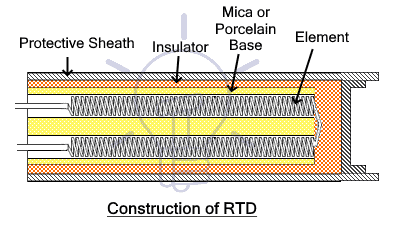 Mica or
Porcelain
Base
Protective Sheath
Insulator
Element
Construction of RTD